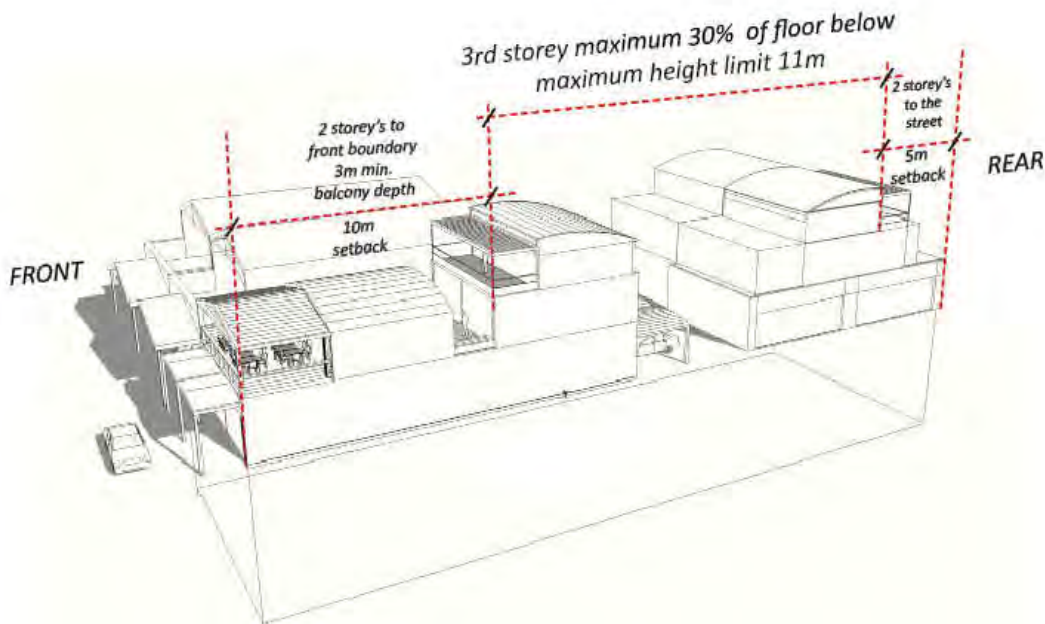 3rd storey maximum 30% of floor below
maximum height limit 11m
2 storey's
to the
street
5m
setback
REAR
2 storey's to
front boundary
3m min.
balcony depth
10m
setback
FRONT